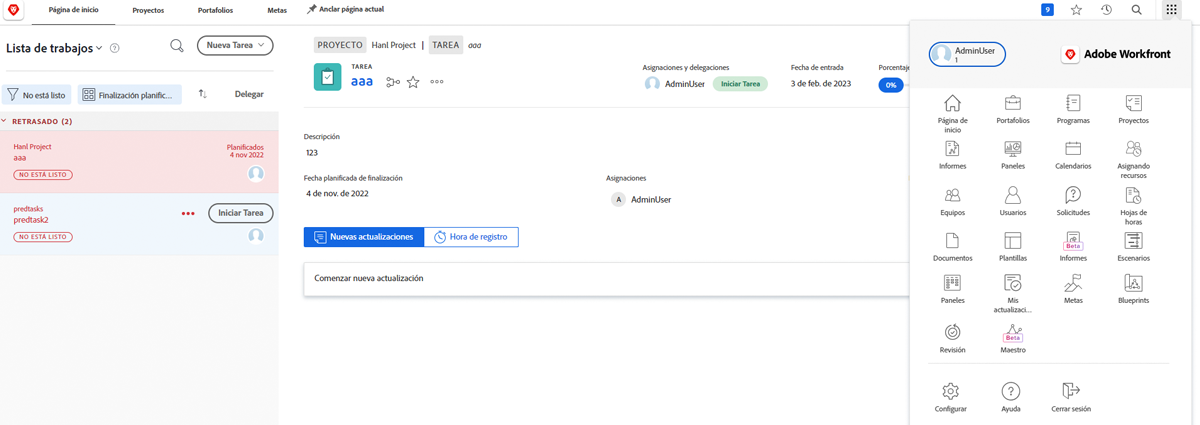 Página de inicio
Proyectos
Portafolios
Metas
Anclar página actual
9
Lista de trabajos
?
Nueva Tarea
No está listo
Finalización planific...
Delegar
RETRASADO (2)
Hanl Project
aaa
Planificados
4 nov 2022
NO ESTÁ LISTO
predtasks
predtask2
Iniciar Tarea
NO ESTÁ LISTO
PROYECTO Hanl Project | TAREA aaa
TAREA
aaa
Asignaciones y delegaciones
AdminUser
Iniciar Tarea
Fecha de entrada
3 de feb. de 2023
Porcentaje
0%
Descripción
123
Fecha planificada de finalización
4 de nov. de 2022
Asignaciones
A AdminUser
Nuevas actualizaciones
Hora de registro
Comenzar nueva actualización
AdminUser
1
Adobe Workfront
Página de
inicio
Portafolios
Programas
Proyectos
Informes
Paneles
Calendarios
Asignando
recursos
Equipos
Usuarios
Solicitudes
Hojas de
horas
Documentos
Plantillas
Beta
Informes
Escenarios
Paneles
Mis
actualizaci...
Metas
Blueprints
Revisión
Beta
Maestro
Configurar
?
Ayuda
Cerrar sesión